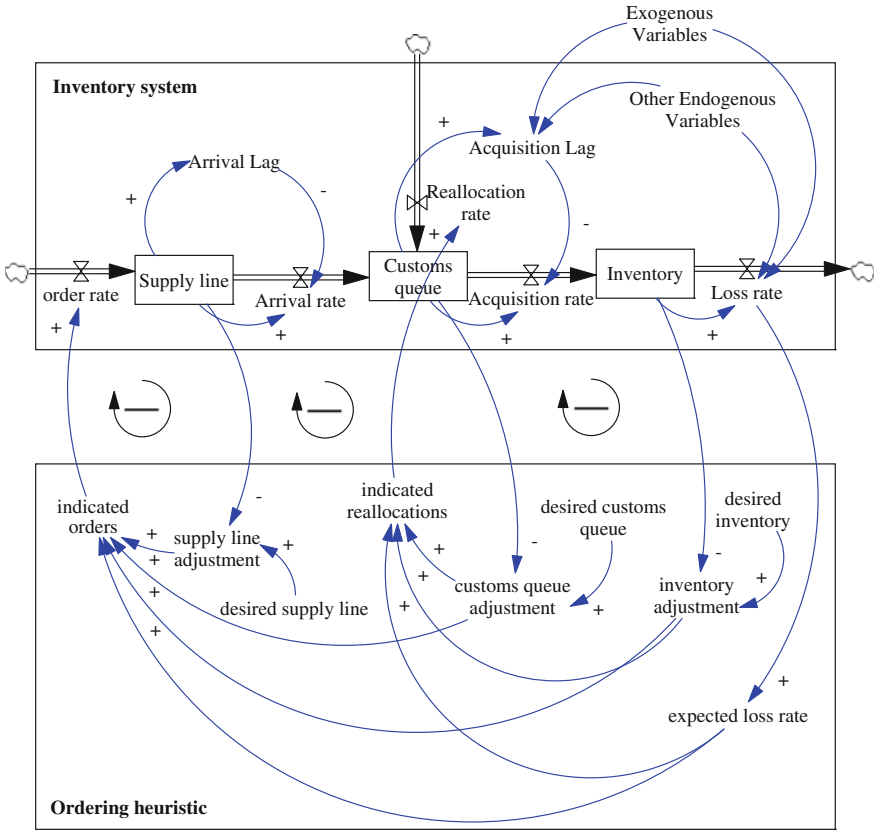 Exogenous
Variables
Inventory system
Other Endogenous
Variables
+
Acquisition Lag
Arrival Lag
-
+
Reallocation
rate
-
+
Supply line
Customs
queue
Inventory
order rate
Arrival rate
Acquisition rate
Loss rate
+
+
+
+
indicated
orders
-
indicated
reallocations
desired customs
queue
desired
inventory
+
supply line
adjustment
+
+
-
-
+
+
desired supply line
+
+
customs queue
adjustment
+
inventory
adjustment
+
+
+
+
expected loss rate
Ordering heuristic